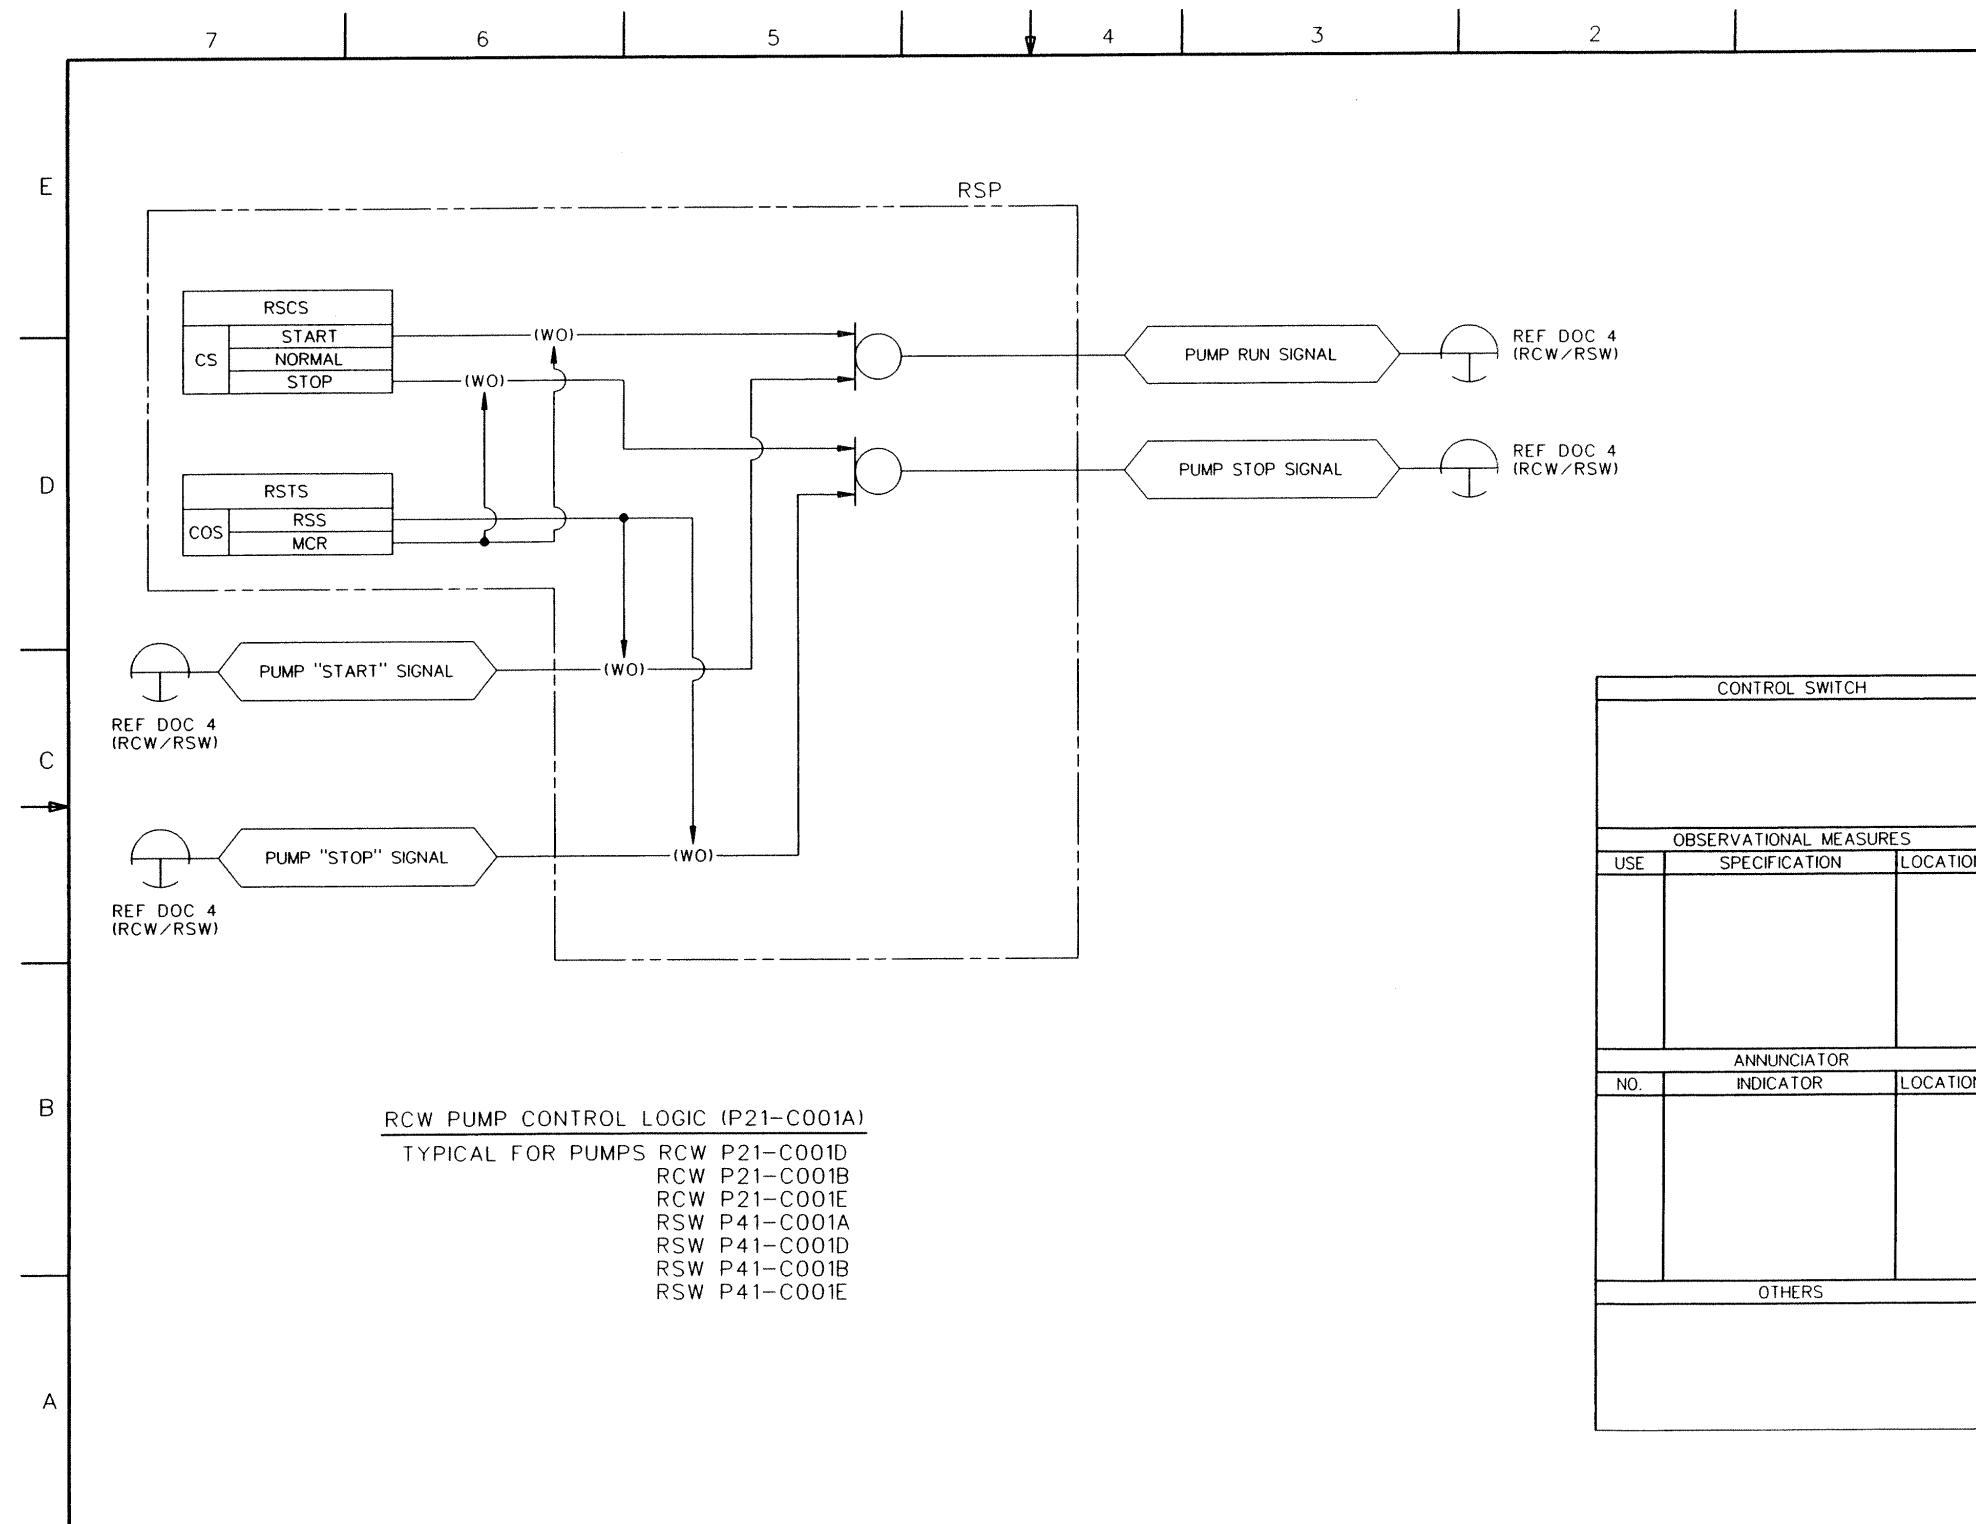 7 6 5 4 3 2
E
RSP
RSCS
START
CS
NORMAL
STOP
(WO)
(WO)
PUMP RUN SIGNAL
REF DOC 4
(RCW/RSW)
PUMP STOP SIGNAL
REF DOC 4
(RCW/RSW)
D
RSTS
COS
RSS
MCR
PUMP "START" SIGNAL
(WO)
REF DOC 4
(RCW/RSW)
C
PUMP "STOP" SIGNAL
(WO)
REF DOC 4
(RCW/RSW)
CONTROL SWITCH
OBSERVATIONAL MEASURES
USE SPECIFICATION LOCATION
ANNUNCIATOR
NO. INDICATOR LOCATION
OTHERS
B
RCW PUMP CONTROL LOGIC (P21-C001A)
TYPICAL FOR PUMPS RCW P21-C001D
RCW P21-C001B
RCW P21-C001E
RSW P41-C001A
RSW P41-C001D
RSW P41-C001B
RSW P41-C001E
A